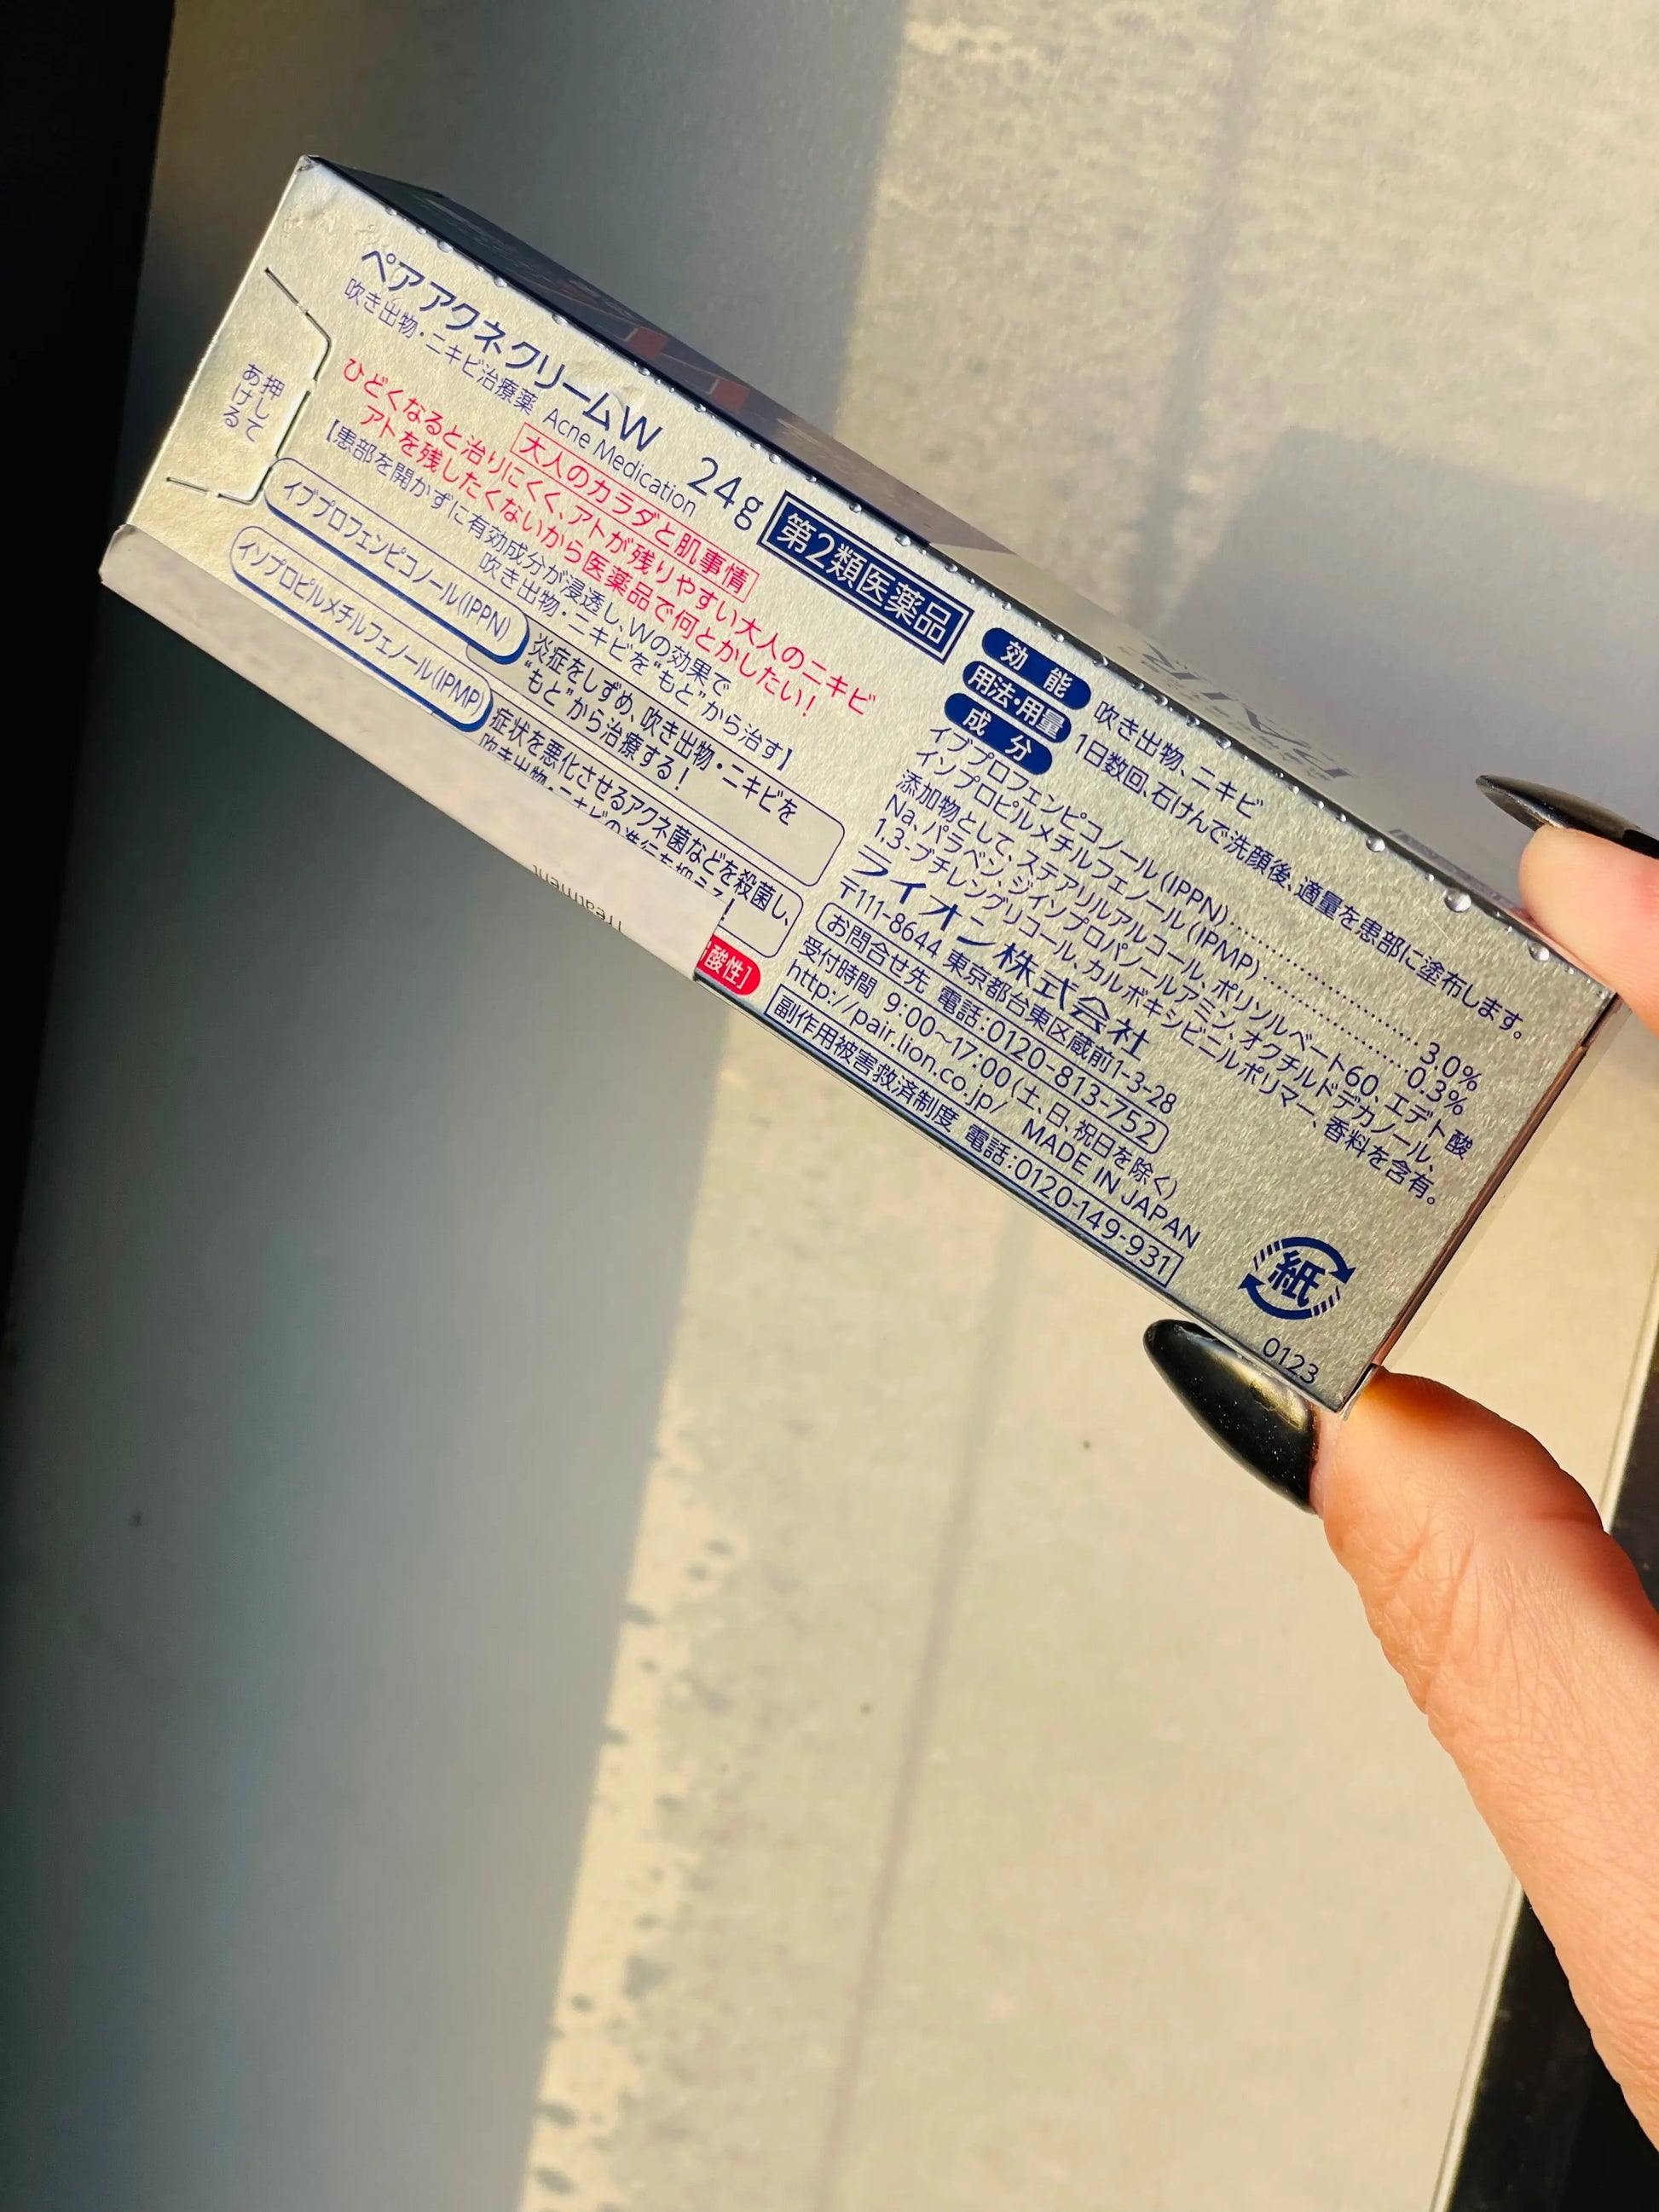 ペアアクネクリームW 24g
吹き出物・ニキビ治療薬 Acne Medication
第2類医薬品
大人のカラダと肌事情
ひどくなると治りにくく、アトが残りやすい大人のニキビ
アトを残したくないから医薬品で何とかしたい!
【患部を開かずに有効成分が浸透し、Wの効果で
吹き出物・ニキビを“もと”から治す】
イブプロフェンピコノール(IPPN)
炎症をしずめ、吹き出物・ニキビを
“もと”から治療する!
イソプロピルメチルフェノール(IPMP)
症状を悪化させるアクネ菌などを殺菌し、
吹き出物・ニキビの進行を抑える!
酸性】
押して
あける
効能 吹き出物、ニキビ
用法・用量 1日数回、石けんで洗顔後、適量を患部に塗布します。
成分
イブプロフェンピコノール(IPPN)……3.0%
イソプロピルメチルフェノール(IPMP)……0.3%
添加物として、ステアリルアルコール、ポリソルベート60、エデト酸
Na、パラベン、ジイソプロパノールアミン、オクチルドデカノール、
1,3-ブチレングリコール、カルボキシビニルポリマー、香料を含有。
ライオン株式会社
〒111-8644 東京都台東区蔵前1-3-28
お問合せ先 電話:0120-813-752
受付時間 9:00~17:00(土、日、祝日を除く)
http://pair.lion.co.jp/ MADE IN JAPAN
副作用被害救済制度 電話:0120-149-931
紙
0123
Treatment